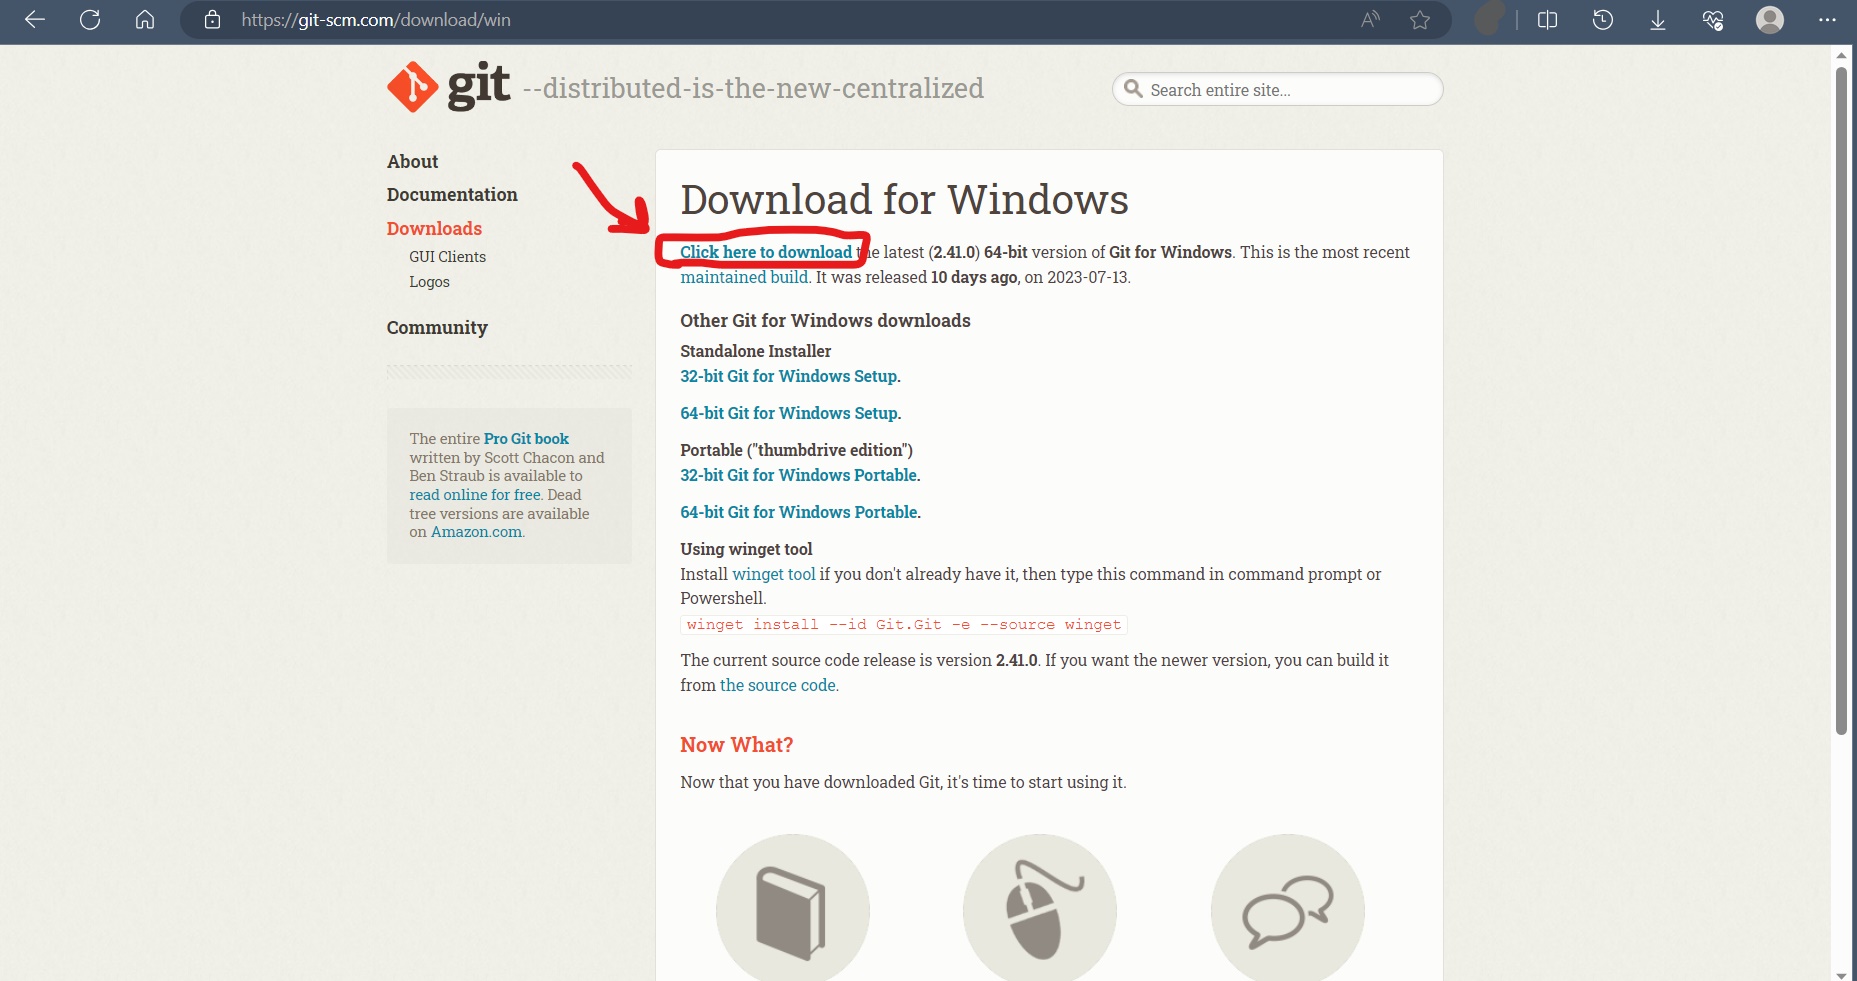 https://git-scm.com/download/win
git --distributed-is-the-new-centralized
Search entire site...
About
Documentation
Downloads
GUI Clients
Logos
Community
The entire Pro Git book
written by Scott Chacon and
Ben Straub is available to
read online for free. Dead
tree versions are available
on Amazon.com.
Download for Windows
Click here to download the latest (2.41.0) 64-bit version of Git for Windows. This is the most recent
maintained build. It was released 10 days ago, on 2023-07-13.
Other Git for Windows downloads
Standalone Installer
32-bit Git for Windows Setup.
64-bit Git for Windows Setup.
Portable ("thumbdrive edition")
32-bit Git for Windows Portable.
64-bit Git for Windows Portable.
Using winget tool
Install winget tool if you don't already have it, then type this command in command prompt or
Powershell.
winget install --id Git.Git -e --source winget
The current source code release is version 2.41.0. If you want the newer version, you can build it
from the source code.
Now What?
Now that you have downloaded Git, it's time to start using it.